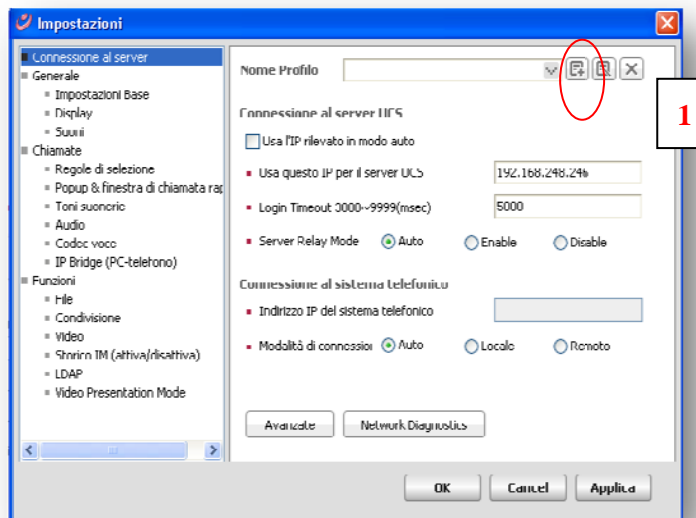 Impostazioni
Connessione al server
Generale
Impostazioni Base
Display
Suoni
Chiamate
Regole di selezione
Popup & finestra di chiamata rap
Toni suonerie
Audio
Codec voce
IP Bridge (PC-telefono)
Funzioni
File
Condivisione
Video
Storico IM (attiva/disattiva)
LDAP
Video Presentation Mode
Nome Profilo
1
Connessione al server UCS
Usa l'IP rilevato in modo auto
Usa questo IP per il server UCS 192.168.248.246
Login Timeout 3000~9999(msec) 5000
Server Relay Mode Auto Enable Disable
Connessione al sistema telefonico
Indirizzo IP del sistema telefonico
Modalità di connession Auto Locale Remoto
Avanzate Network Diagnostics
OK Cancel Applica